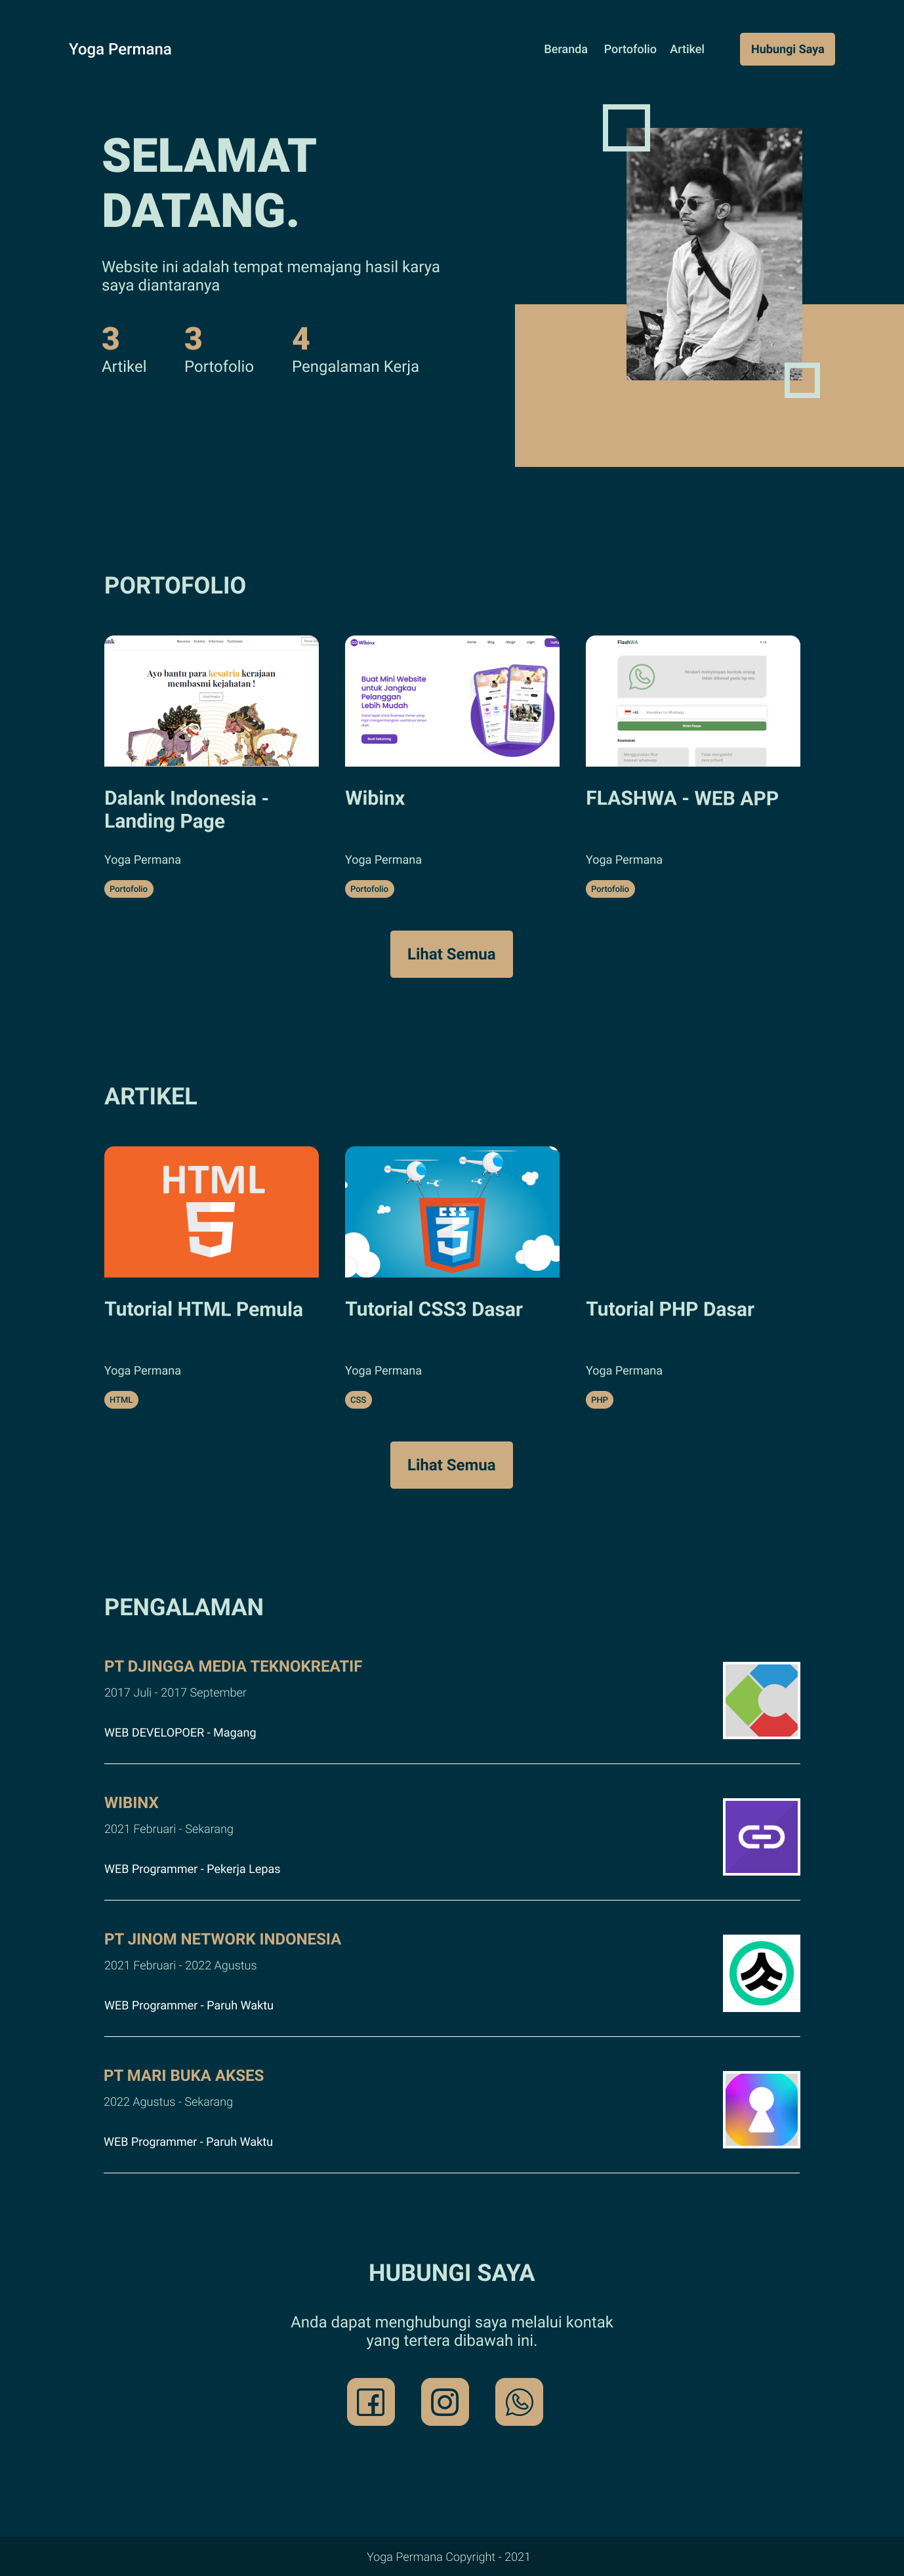 Yoga Permana
Beranda Portofolio Artikel Hubungi Saya
SELAMAT
DATANG.
Website ini adalah tempat memajang hasil karya
saya diantaranya
3 3 4
Artikel Portofolio Pengalaman Kerja
PORTOFOLIO
Ayo bantu para kesatria kerajaan
membasmi kejahatan !
Wibinx
Buat Mini Website
untuk Jangkau
Pelanggan
Lebih Mudah
FlashWA
Dalank Indonesia -
Landing Page
Wibinx
FLASHWA - WEB APP
Yoga Permana Yoga Permana Yoga Permana
Portofolio Portofolio Portofolio
Lihat Semua
ARTIKEL
HTML
5
CSS
3
Tutorial HTML Pemula Tutorial CSS3 Dasar Tutorial PHP Dasar
Yoga Permana Yoga Permana Yoga Permana
HTML CSS PHP
Lihat Semua
PENGALAMAN
PT DJINGGA MEDIA TEKNOKREATIF
2017 Juli - 2017 September
WEB DEVELOPOER - Magang
WIBINX
2021 Februari - Sekarang
WEB Programmer - Pekerja Lepas
PT JINOM NETWORK INDONESIA
2021 Februari - 2022 Agustus
WEB Programmer - Paruh Waktu
PT MARI BUKA AKSES
2022 Agustus - Sekarang
WEB Programmer - Paruh Waktu
HUBUNGI SAYA
Anda dapat menghubungi saya melalui kontak
yang tertera dibawah ini.
Yoga Permana Copyright - 2021